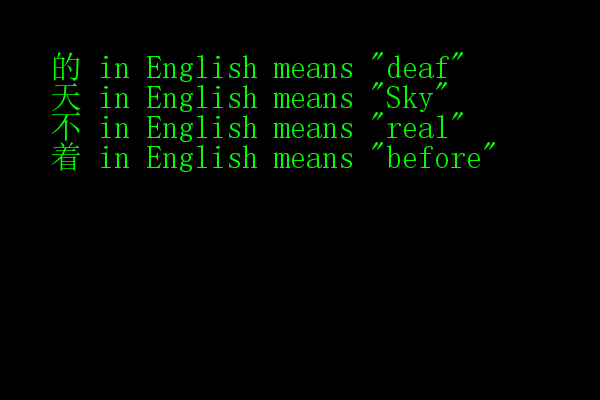 的 in English means "deaf"
天 in English means "Sky"
不 in English means "real"
着 in English means "before"